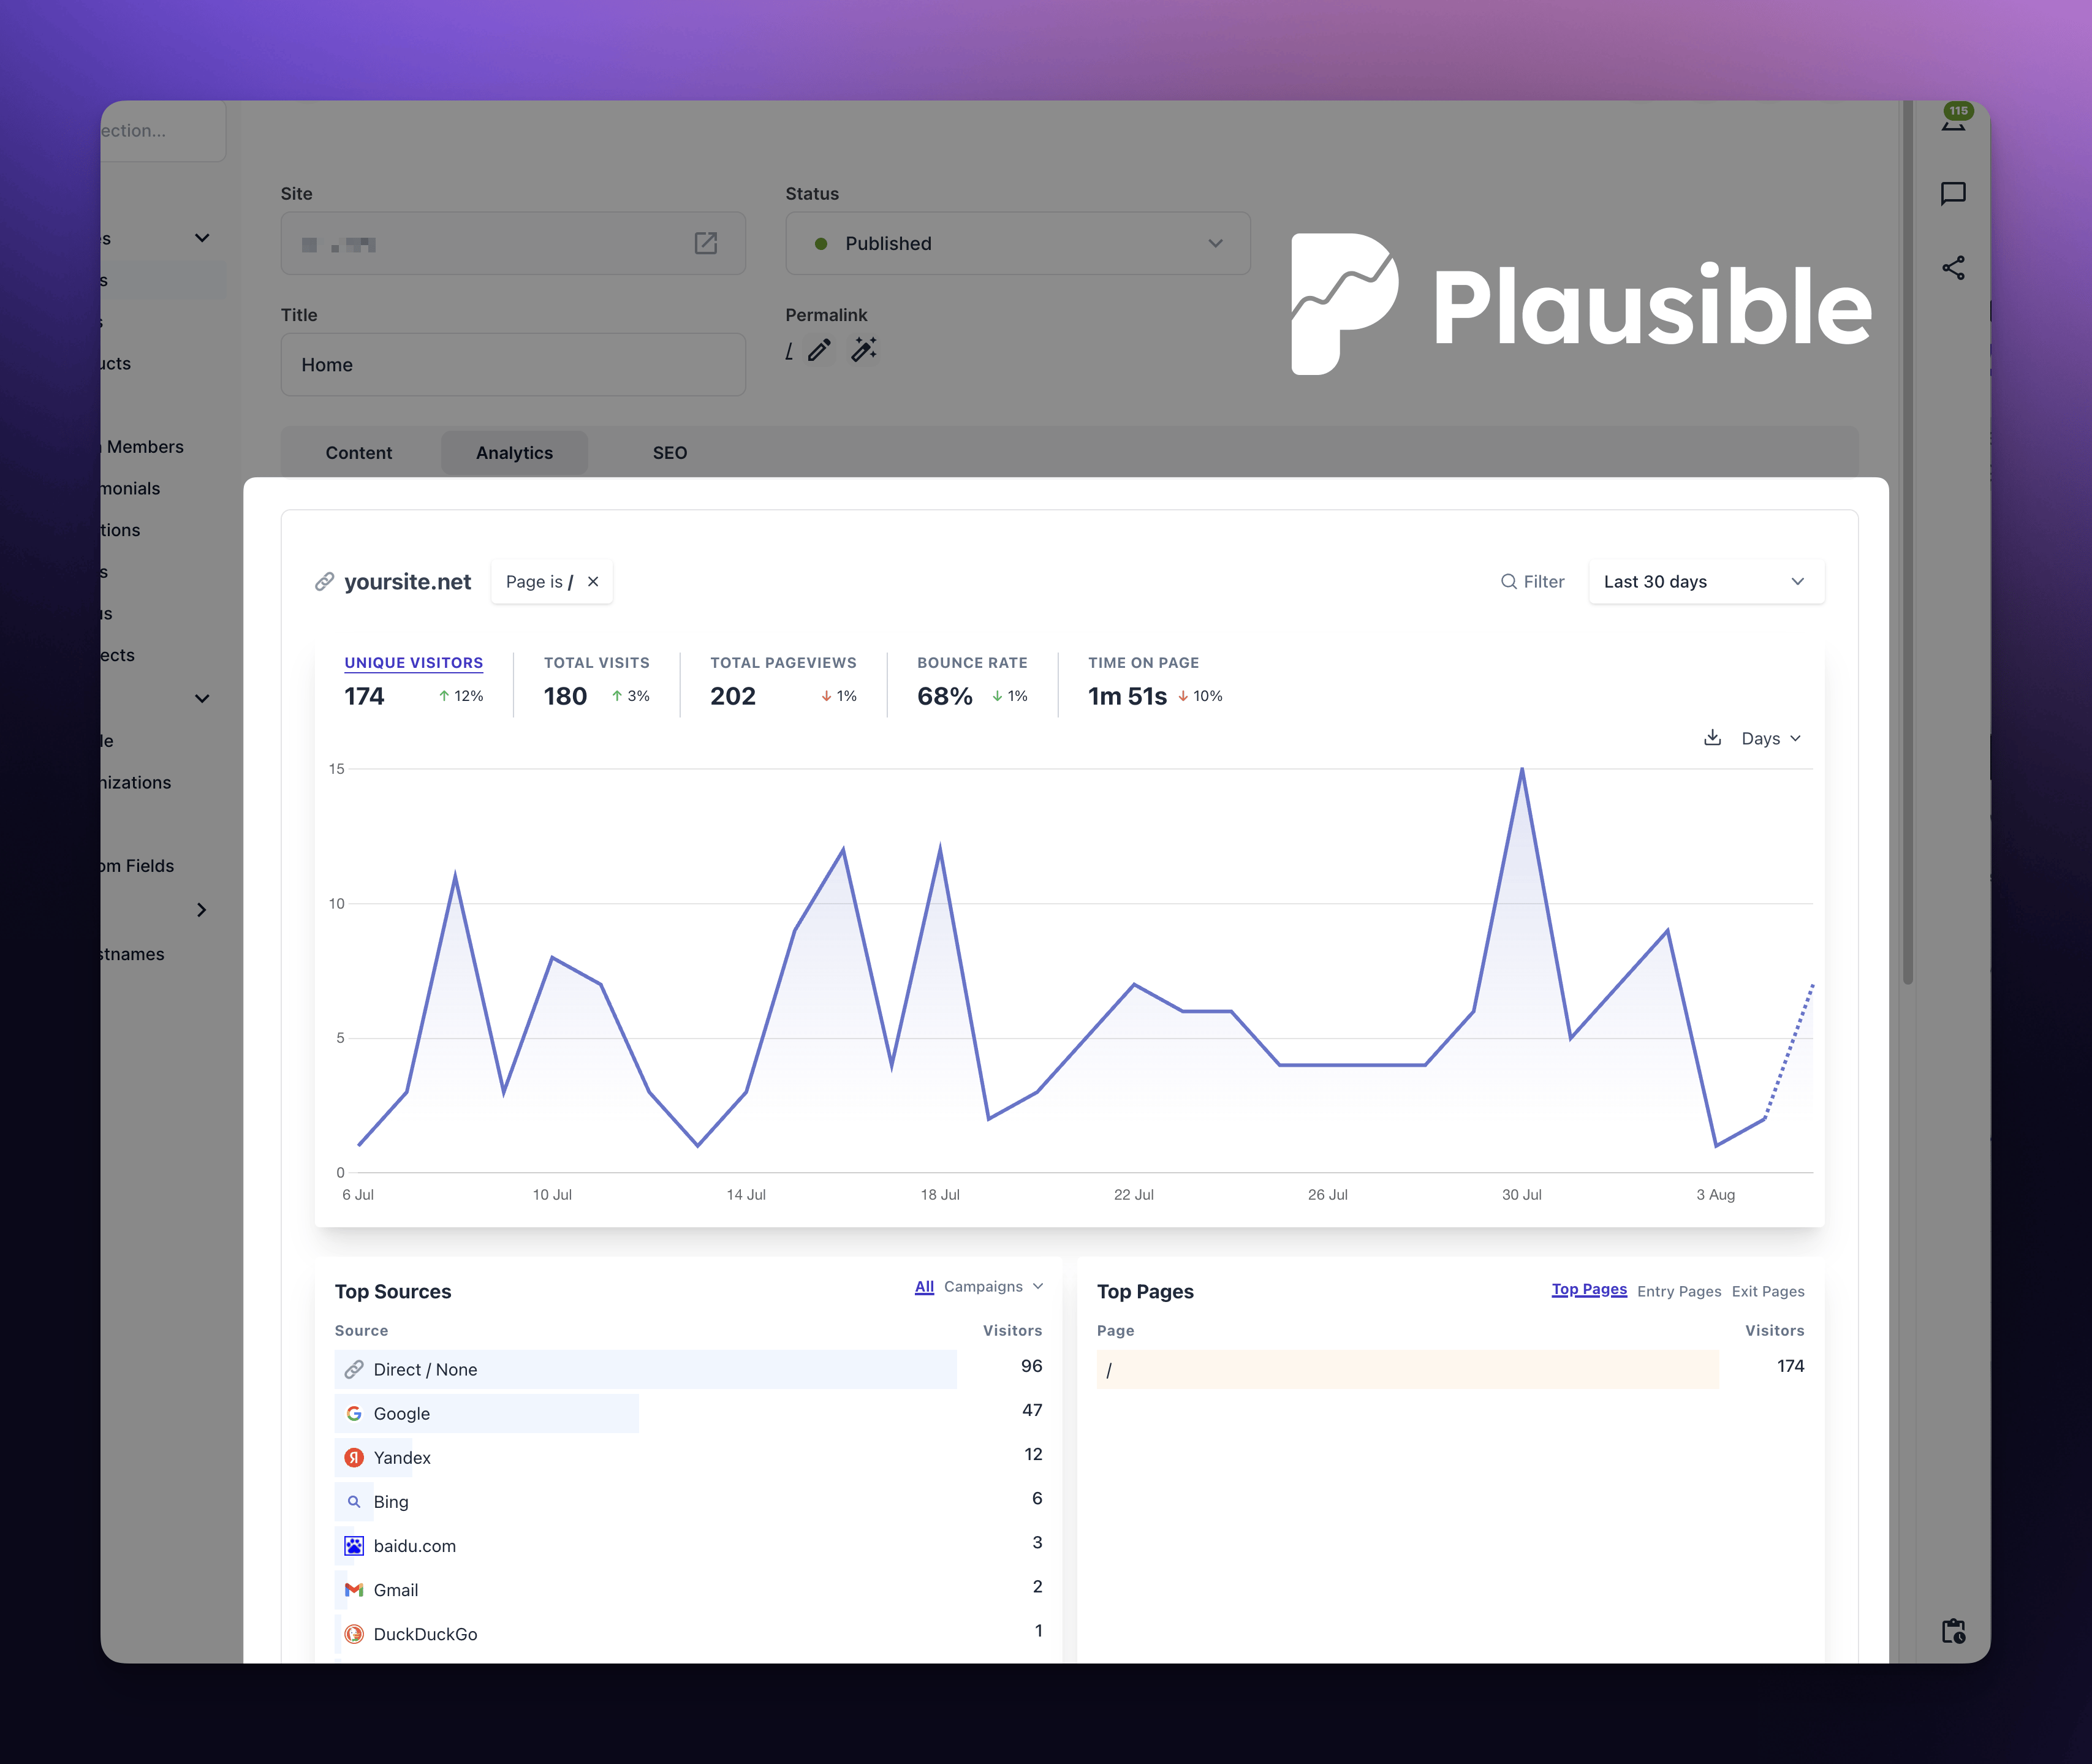 ection...
115
Site
Status
Published
Plausible
Title
Permalink
Home
/
Content
Analytics
SEO
s
s
s
ucts
Members
monials
tions
s
us
ects
le
nizations
om Fields
stnames
yoursite.net
Page is /
Filter
Last 30 days
UNIQUE VISITORS
174
12%
TOTAL VISITS
180
3%
TOTAL PAGEVIEWS
202
1%
BOUNCE RATE
68%
1%
TIME ON PAGE
1m 51s
10%
Days
15
10
5
0
6 Jul
10 Jul
14 Jul
18 Jul
22 Jul
26 Jul
30 Jul
3 Aug
Top Sources
All Campaigns
Source Visitors
Direct / None 96
Google 47
Yandex 12
Bing 6
baidu.com 3
Gmail 2
DuckDuckGo 1
Top Pages
Top Pages Entry Pages Exit Pages
Page Visitors
/ 174